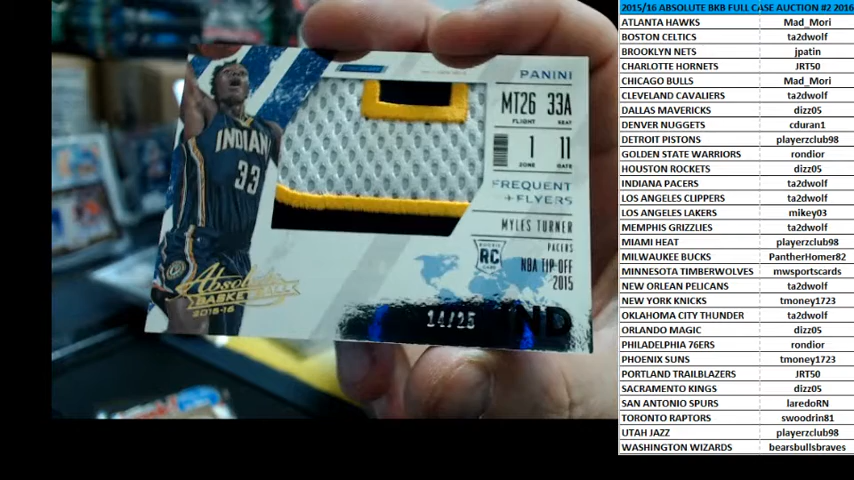 PANINI
MT26 33A
FLIGHT SEAT
1 11
ZONE GATE
FREQUENT
FLYERS
MYLES TURNER
PACERS
ROOKIE
RC
CARD
NBA TIP-OFF
2015
INDIANA
33
Absolute
BASKETBALL
2015-16
14/25
ND
2015/16 ABSOLUTE BKB FULL CASE AUCTION #2 2016
ATLANTA HAWKS Mad_Mori
BOSTON CELTICS ta2dwolf
BROOKLYN NETS jpatin
CHARLOTTE HORNETS JRT50
CHICAGO BULLS Mad_Mori
CLEVELAND CAVALIERS ta2dwolf
DALLAS MAVERICKS dizz05
DENVER NUGGETS cduran1
DETROIT PISTONS playerzclub98
GOLDEN STATE WARRIORS rondior
HOUSTON ROCKETS dizz05
INDIANA PACERS ta2dwolf
LOS ANGELES CLIPPERS ta2dwolf
LOS ANGELES LAKERS mikey03
MEMPHIS GRIZZLIES ta2dwolf
MIAMI HEAT playerzclub98
MILWAUKEE BUCKS PantherHomer82
MINNESOTA TIMBERWOLVES mwsportscards
NEW ORLEAN PELICANS ta2dwolf
NEW YORK KNICKS tmoney1723
OKLAHOMA CITY THUNDER ta2dwolf
ORLANDO MAGIC dizz05
PHILADELPHIA 76ERS rondior
PHOENIX SUNS tmoney1723
PORTLAND TRAILBLAZERS JRT50
SACRAMENTO KINGS dizz05
SAN ANTONIO SPURS laredoRN
TORONTO RAPTORS swoodrin81
UTAH JAZZ playerzclub98
WASHINGTON WIZARDS bearsbullsbraves